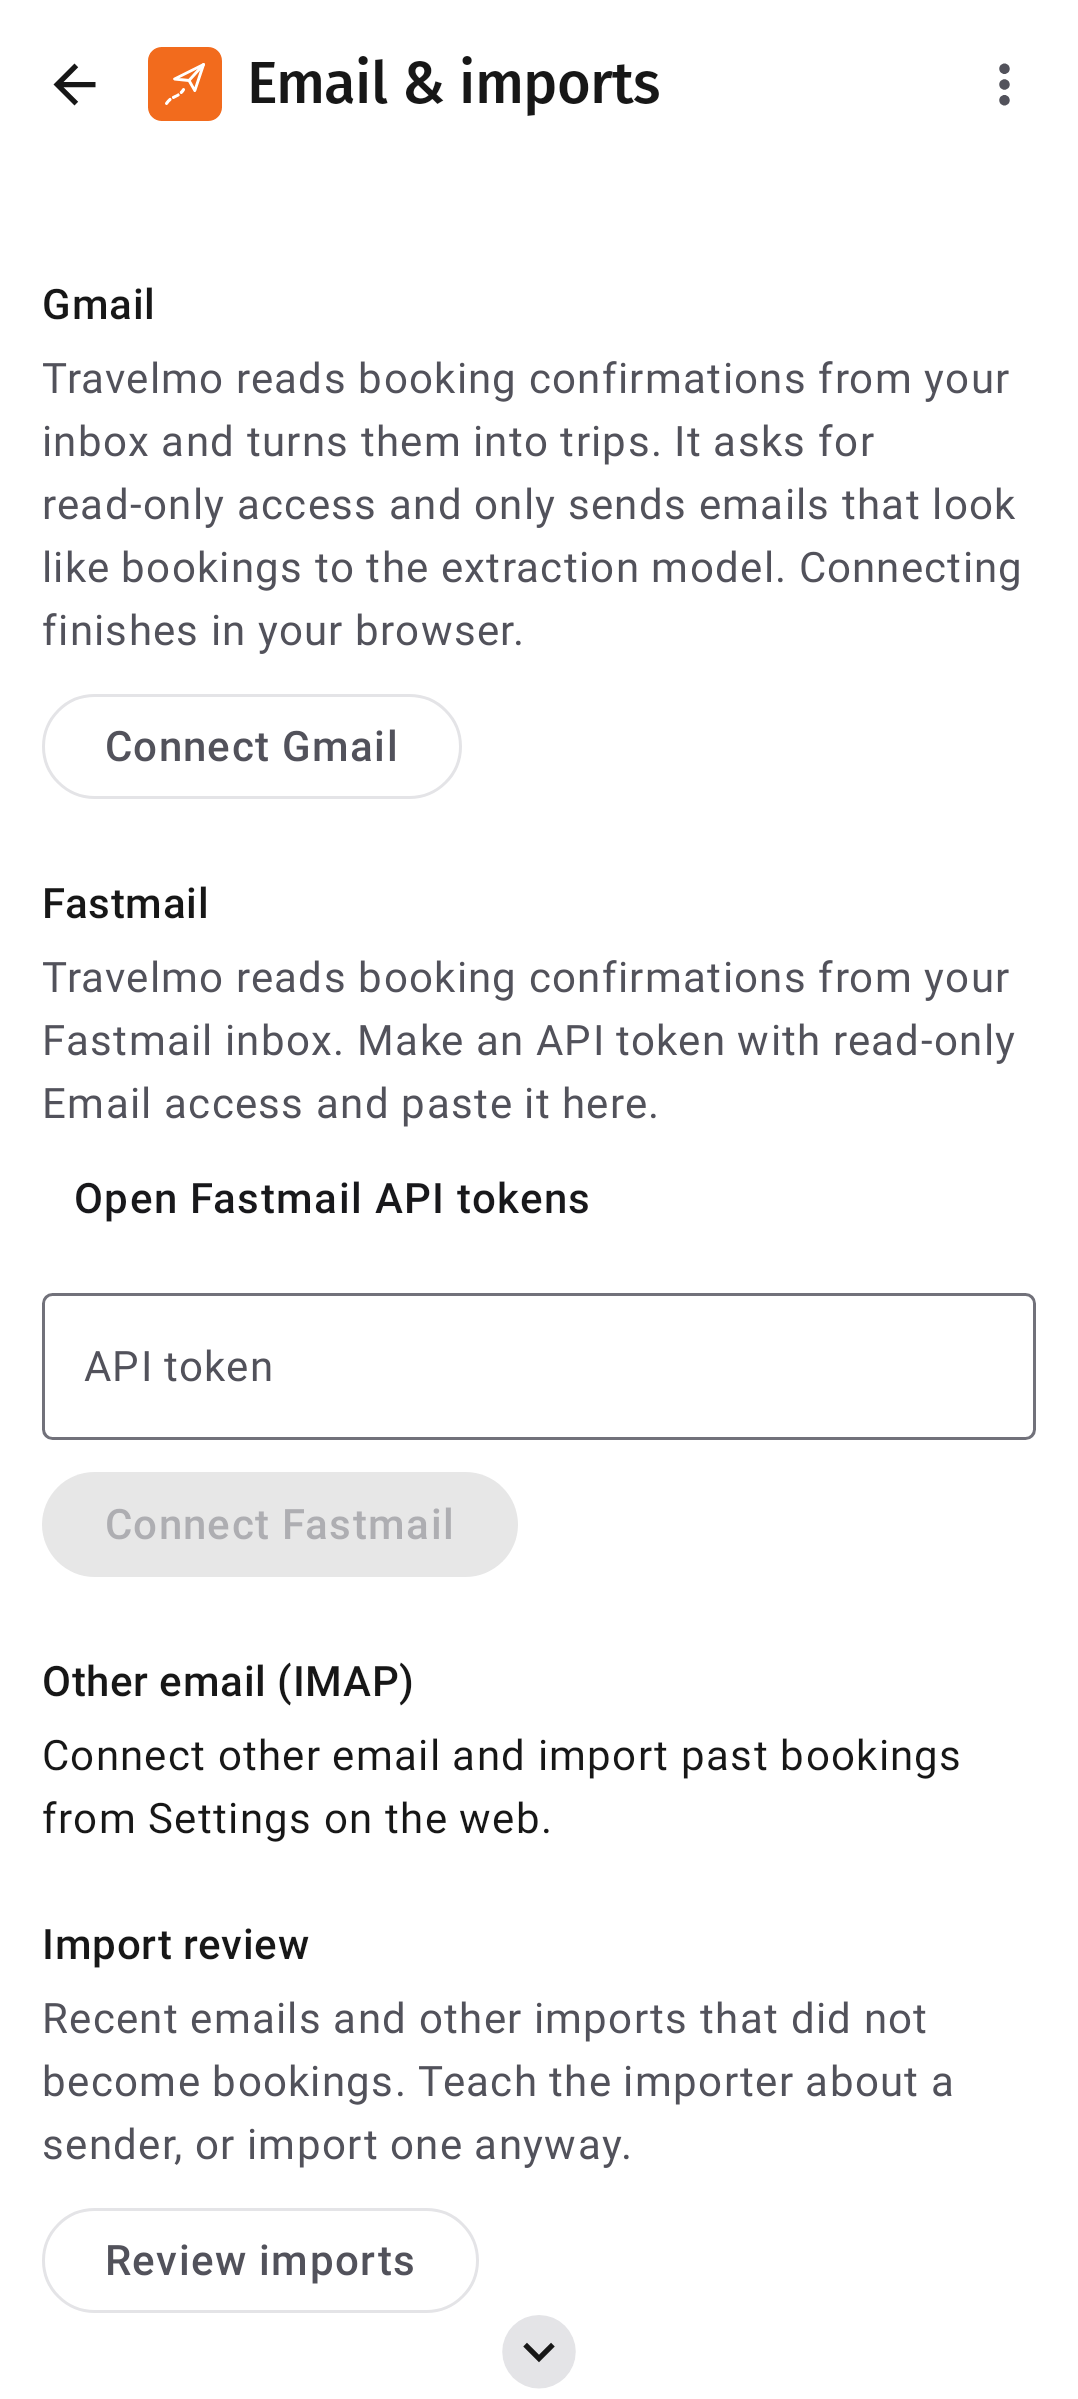 Email & imports
Gmail
Travelmo reads booking confirmations from your
inbox and turns them into trips. It asks for
read-only access and only sends emails that look
like bookings to the extraction model. Connecting
finishes in your browser.
Connect Gmail
Fastmail
Travelmo reads booking confirmations from your
Fastmail inbox. Make an API token with read-only
Email access and paste it here.
Open Fastmail API tokens
API token
Connect Fastmail
Other email (IMAP)
Connect other email and import past bookings
from Settings on the web.
Import review
Recent emails and other imports that did not
become bookings. Teach the importer about a
sender, or import one anyway.
Review imports